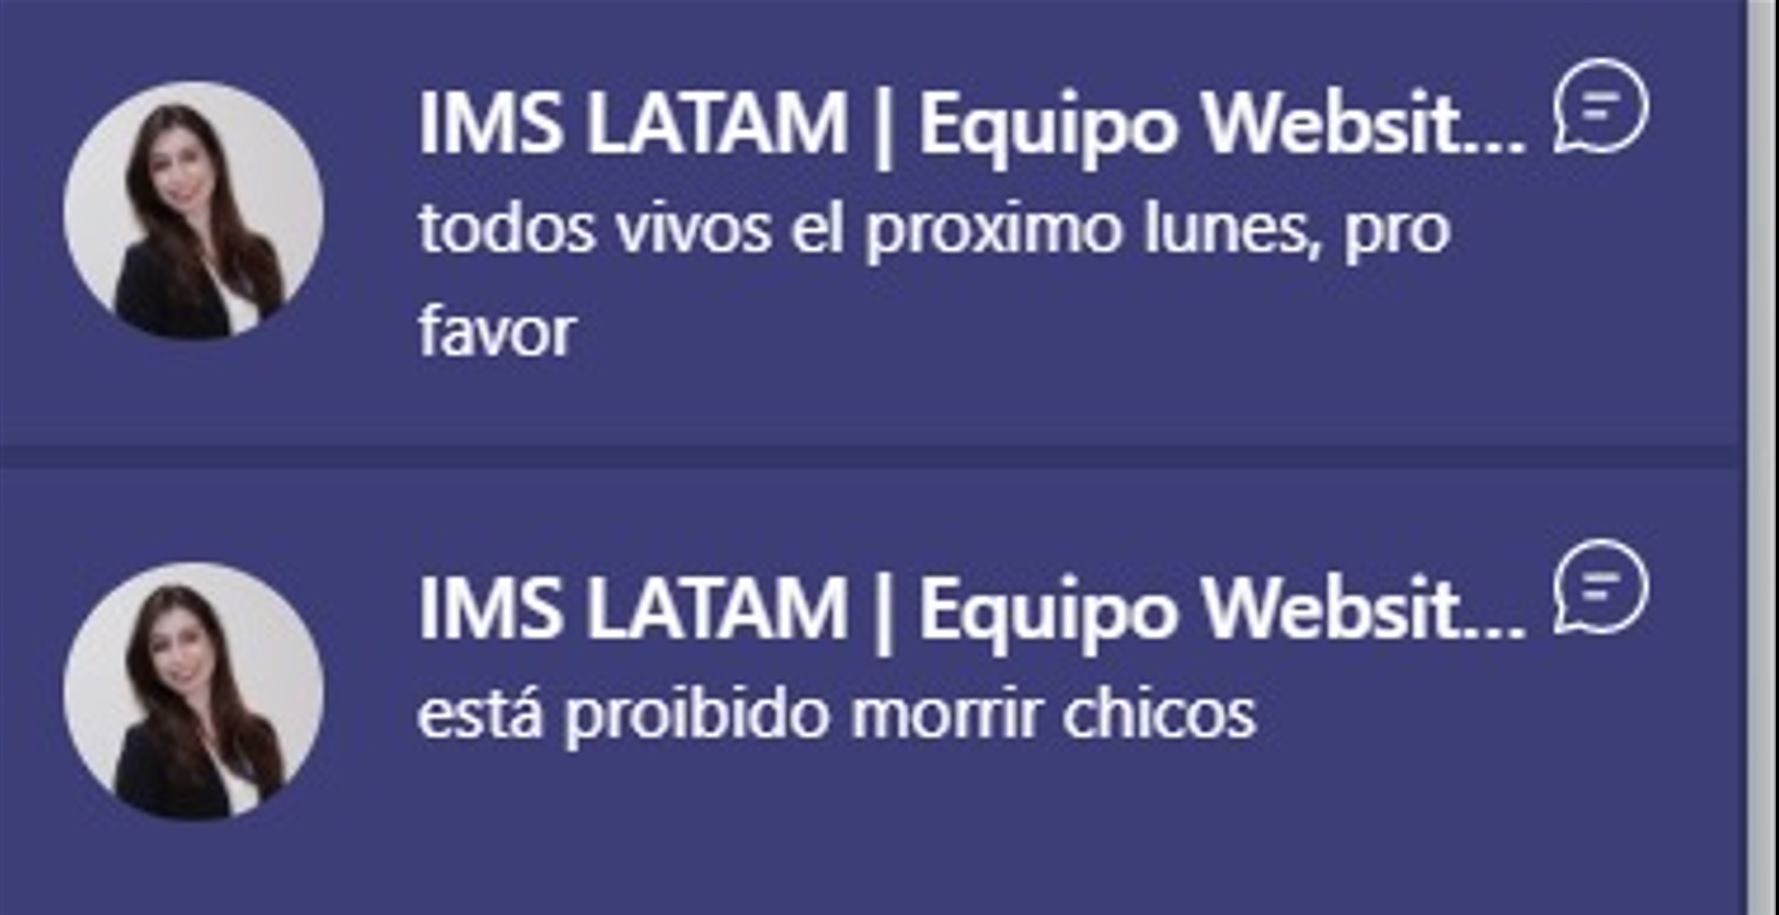 IMS LATAM | Equipo Websit...
todos vivos el proximo lunes, pro
favor
IMS LATAM | Equipo Websit...
está proibido morrir chicos